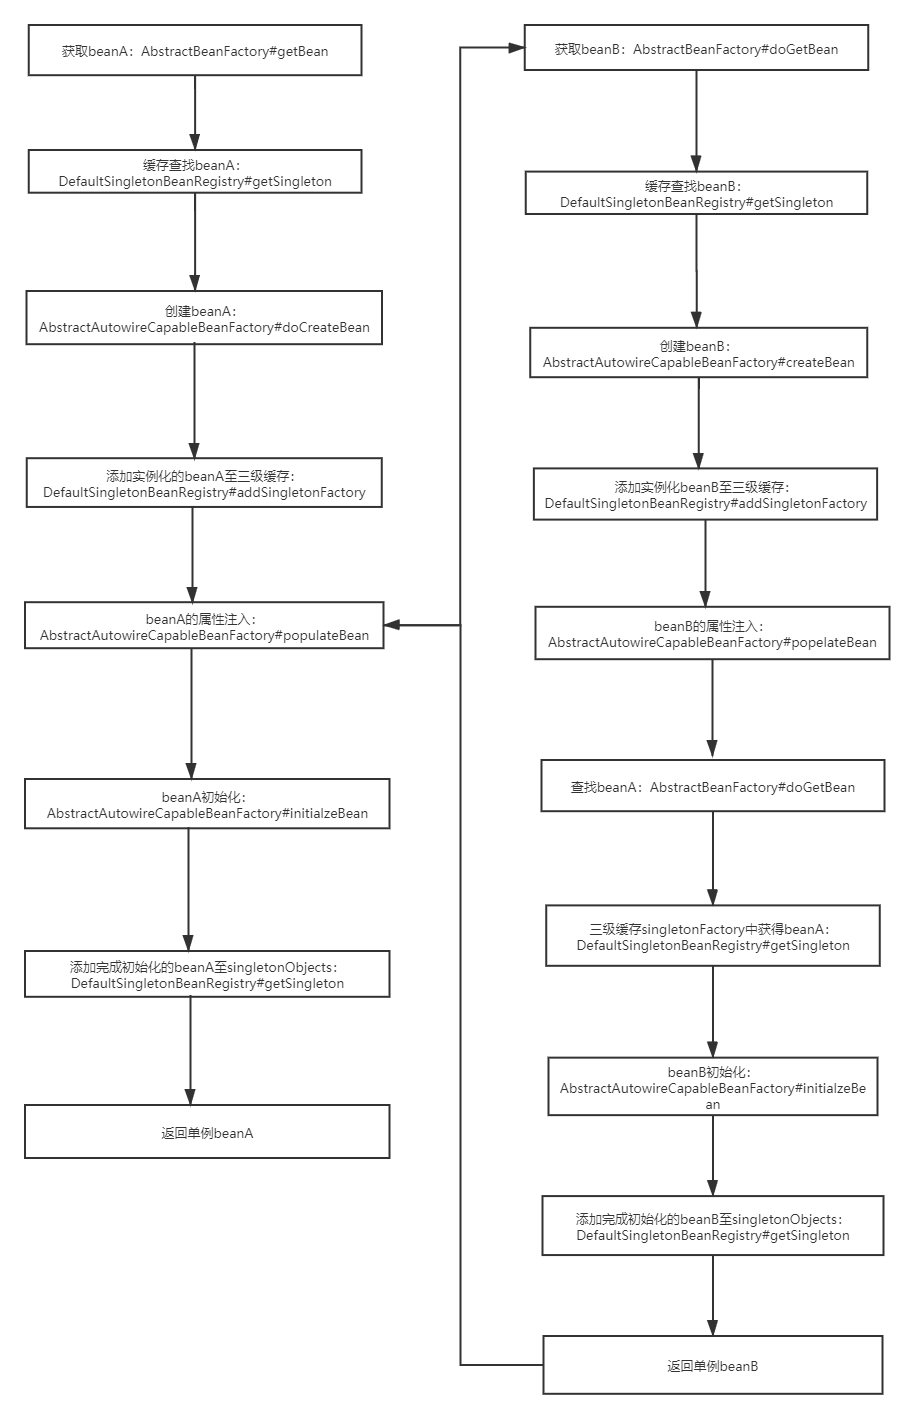 获取beanA：AbstractBeanFactory#getBean
缓存查找beanA：
DefaultSingletonBeanRegistry#getSingleton
创建beanA：
AbstractAutowireCapableBeanFactory#doCreateBean
添加实例化的beanA至三级缓存：
DefaultSingletonBeanRegistry#addSingletonFactory
beanA的属性注入：
AbstractAutowireCapableBeanFactory#populateBean
beanA初始化：
AbstractAutowireCapableBeanFactory#initialzeBean
添加完成初始化的beanA至singletonObjects：
DefaultSingletonBeanRegistry#getSingleton
返回单例beanA
获取beanB：AbstractBeanFactory#doGetBean
缓存查找beanB：
DefaultSingletonBeanRegistry#getSingleton
创建beanB：
AbstractAutowireCapableBeanFactory#createBean
添加实例化beanB至三级缓存：
DefaultSingletonBeanRegistry#addSingletonFactory
beanB的属性注入：
AbstractAutowireCapableBeanFactory#popelateBean
查找beanA：AbstractBeanFactory#doGetBean
三级缓存singletonFactory中获得beanA：
DefaultSingletonBeanRegistry#getSingleton
beanB初始化：
AbstractAutowireCapableBeanFactory#initialzeBe
an
添加完成初始化的beanB至singletonObjects：
DefaultSingletonBeanRegistry#getSingleton
返回单例beanB